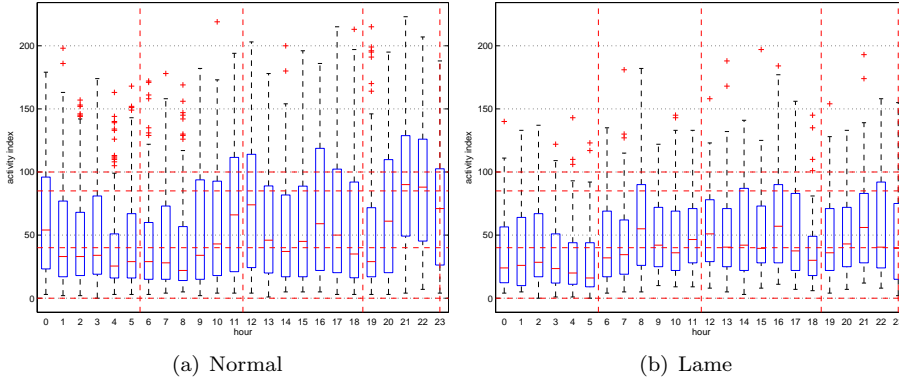 200
150
100
50
0
activity index
0 1 2 3 4 5 6 7 8 9 10 11 12 13 14 15 16 17 18 19 20 21 22 23
hour
(a) Normal
200
150
100
50
0
activity index
0 1 2 3 4 5 6 7 8 9 10 11 12 13 14 15 16 17 18 19 20 21 22 2
hour
(b) Lame